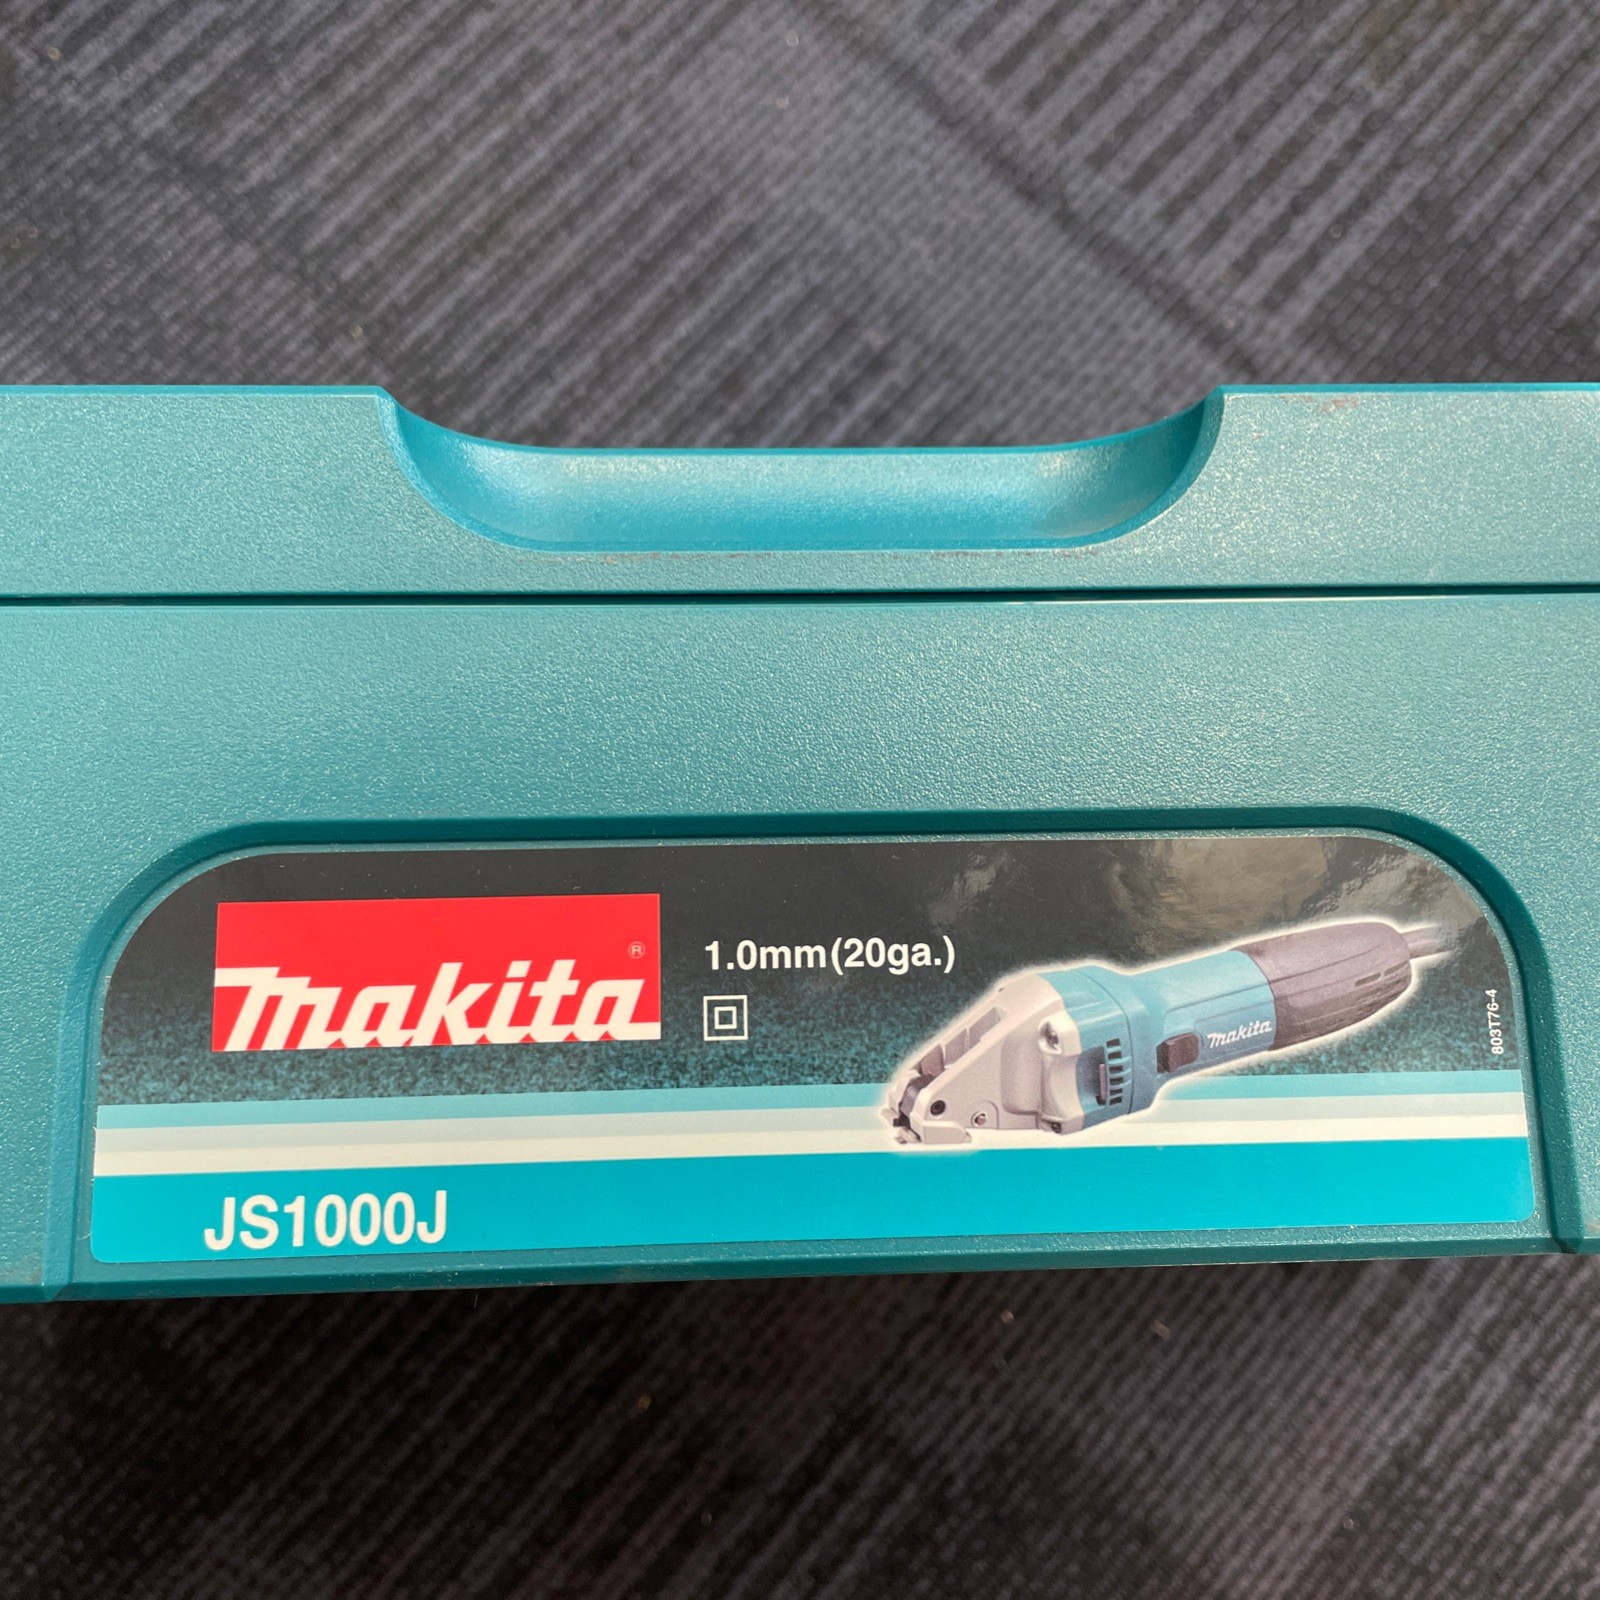 makita®
1.0mm(20ga.)
makita
803T76-4
JS1000J